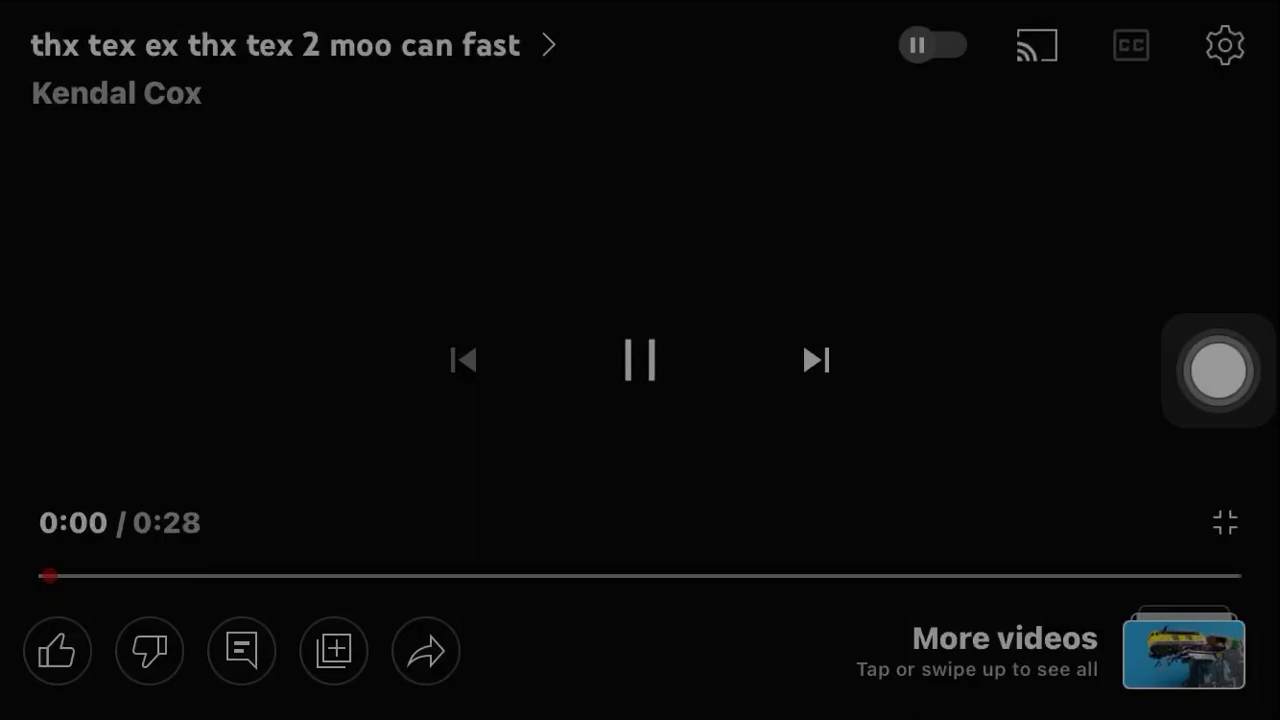 thx tex ex thx tex 2 moo can fast
Kendal Cox
CC
0:00 / 0:28
More videos
Tap or swipe up to see all